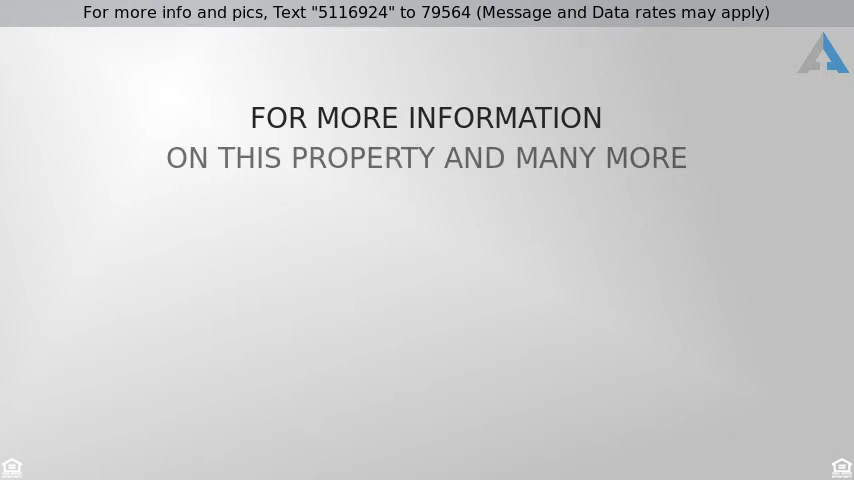 For more info and pics, Text "5116924" to 79564 (Message and Data rates may apply)
FOR MORE INFORMATION
ON THIS PROPERTY AND MANY MORE